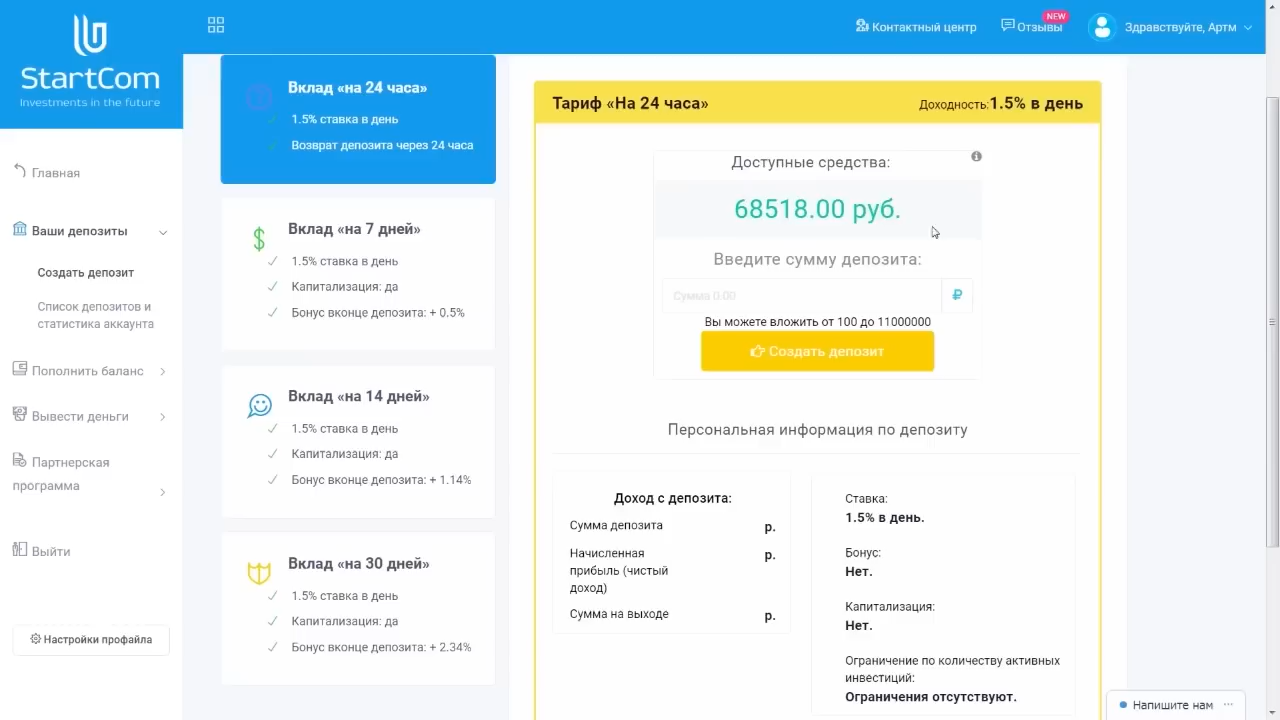 StartCom
Investments in the future
Контактный центр
Отзывы
NEW
Здравствуйте, Артм
Главная
Ваши депозиты
Создать депозит
Список депозитов и
статистика аккаунта
Пополнить баланс
Вывести деньги
Партнерская
программа
Выйти
Настройки профайла
Вклад «на 24 часа»
1.5% ставка в день
Возврат депозита через 24 часа
Вклад «на 7 дней»
1.5% ставка в день
Капитализация: да
Бонус вконце депозита: + 0.5%
Вклад «на 14 дней»
1.5% ставка в день
Капитализация: да
Бонус вконце депозита: + 1.14%
Вклад «на 30 дней»
1.5% ставка в день
Капитализация: да
Бонус вконце депозита: + 2.34%
Тариф «На 24 часа»
Доходность:1.5% в день
Доступные средства:
68518.00 руб.
Введите сумму депозита:
Сумма 0.00
₽
Вы можете вложить от 100 до 11000000
Создать депозит
Персональная информация по депозиту
Доход с депозита:
Сумма депозита р.
Начисленная р.
прибыль (чистый
доход)
Сумма на выходе р.
Ставка:
1.5% в день.
Бонус:
Нет.
Капитализация:
Нет.
Ограничение по количеству активных
инвестиций:
Ограничения отсутствуют.
Напишите нам